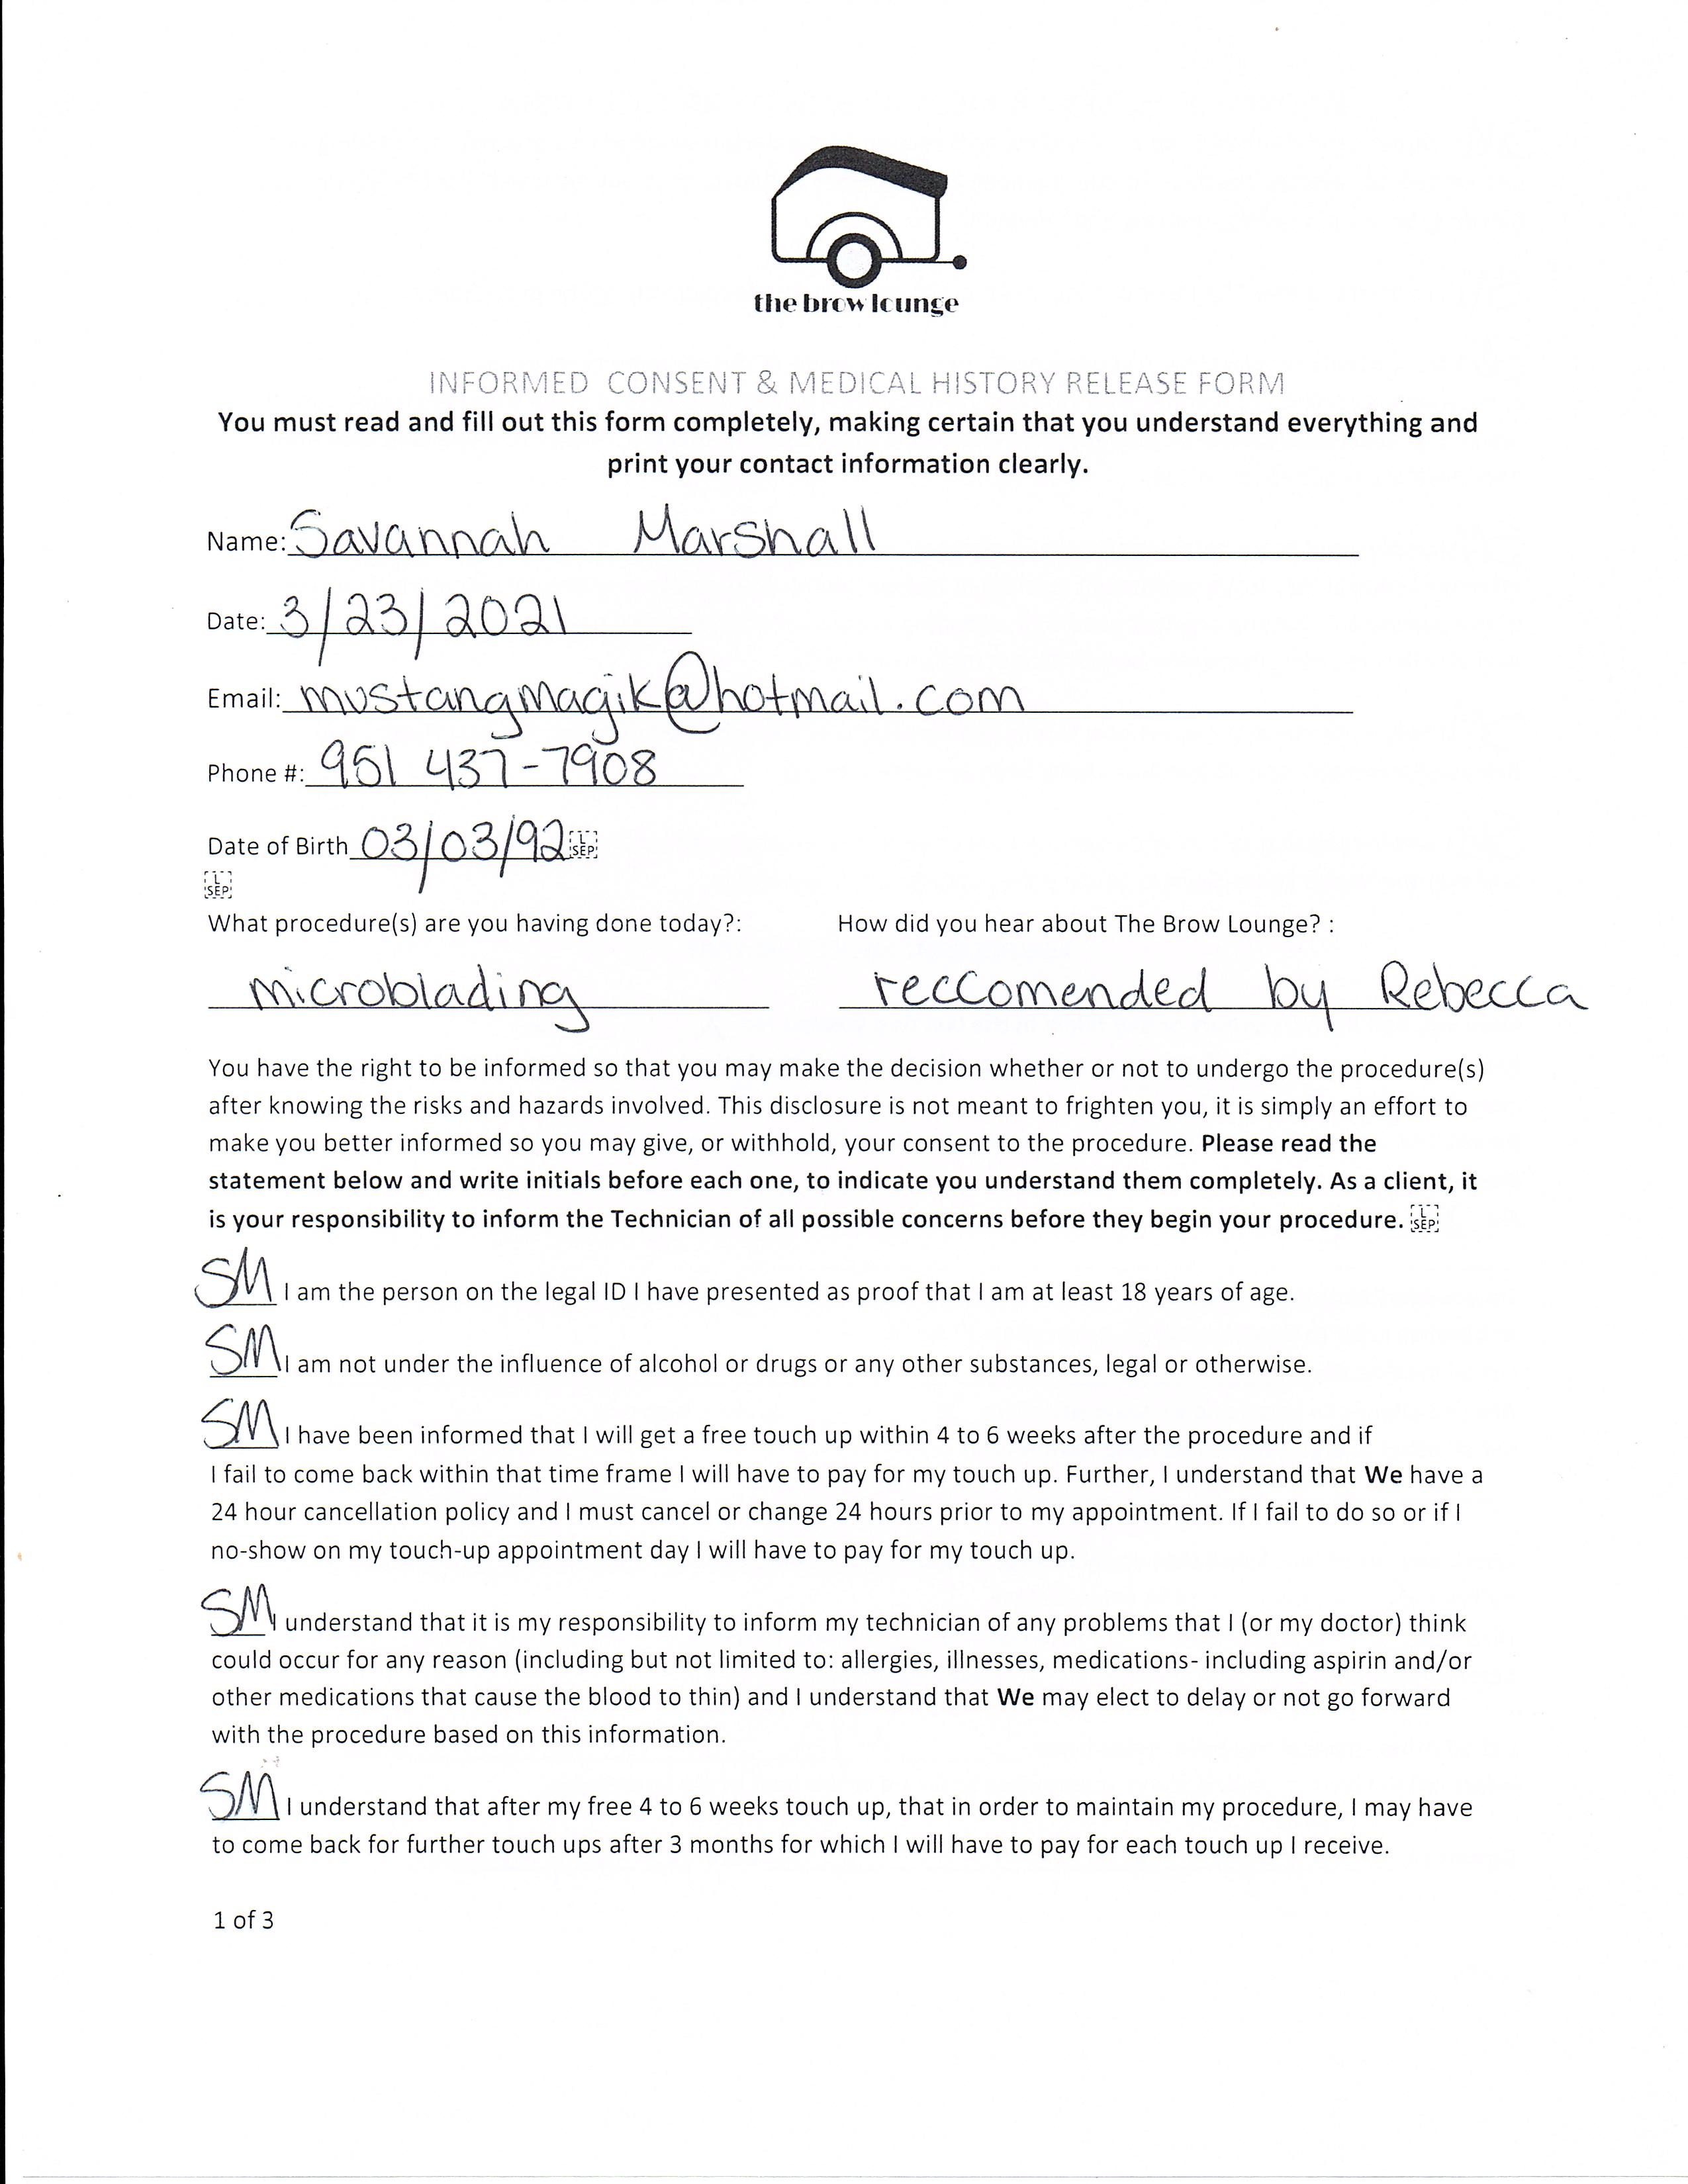 the brow lounge
INFORMED CONSENT & MEDICAL HISTORY RELEASE FORM
You must read and fill out this form completely, making certain that you understand everything and
print your contact information clearly.
Name: Savannah Marshall
Date: 3/23/2021
Email: mustangmagik@hotmail.com
Phone #: 951 437-7908
Date of Birth 03/03/92 L SEP
L SEP
What procedure(s) are you having done today?: How did you hear about The Brow Lounge? :
microblading reccomended by Rebecca
You have the right to be informed so that you may make the decision whether or not to undergo the procedure(s)
after knowing the risks and hazards involved. This disclosure is not meant to frighten you, it is simply an effort to
make you better informed so you may give, or withhold, your consent to the procedure. Please read the
statement below and write initials before each one, to indicate you understand them completely. As a client, it
is your responsibility to inform the Technician of all possible concerns before they begin your procedure. L SEP
SM I am the person on the legal ID I have presented as proof that I am at least 18 years of age.
SM I am not under the influence of alcohol or drugs or any other substances, legal or otherwise.
SM I have been informed that I will get a free touch up within 4 to 6 weeks after the procedure and if
I fail to come back within that time frame I will have to pay for my touch up. Further, I understand that We have a
24 hour cancellation policy and I must cancel or change 24 hours prior to my appointment. If I fail to do so or if I
no-show on my touch-up appointment day I will have to pay for my touch up.
SM I understand that it is my responsibility to inform my technician of any problems that I (or my doctor) think
could occur for any reason (including but not limited to: allergies, illnesses, medications- including aspirin and/or
other medications that cause the blood to thin) and I understand that We may elect to delay or not go forward
with the procedure based on this information.
SM I understand that after my free 4 to 6 weeks touch up, that in order to maintain my procedure, I may have
to come back for further touch ups after 3 months for which I will have to pay for each touch up I receive.
1 of 3